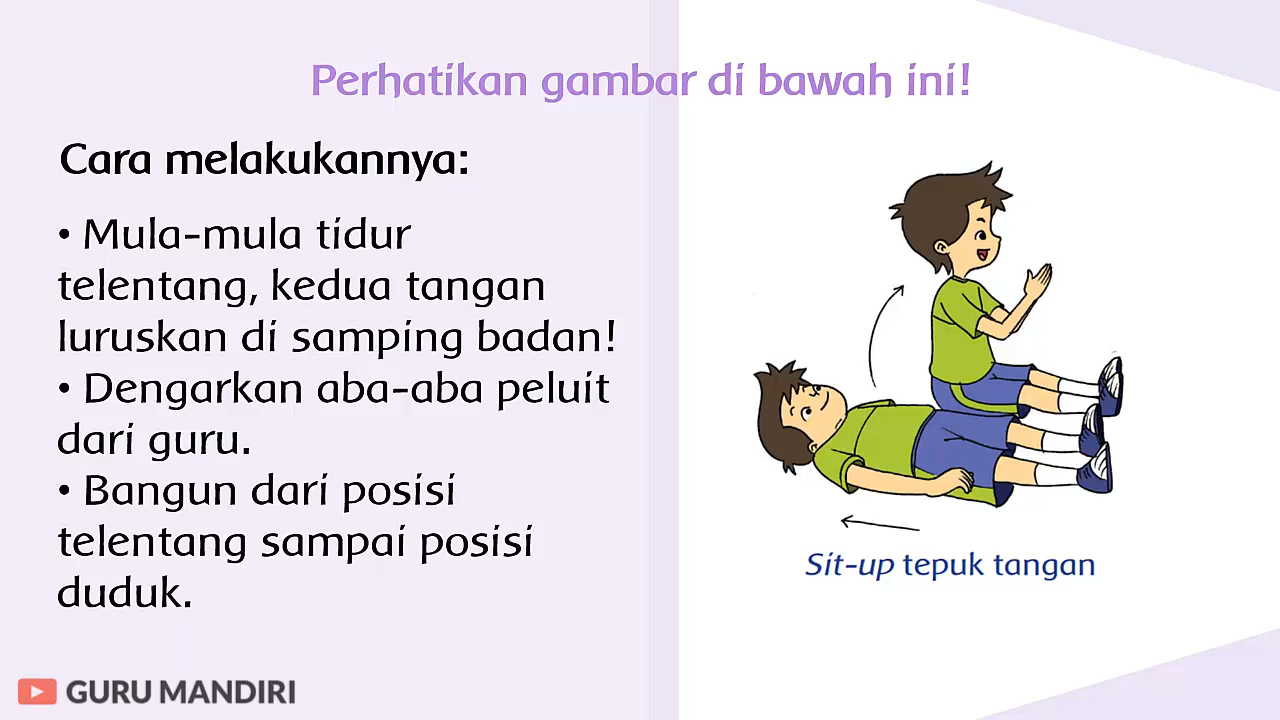 Perhatikan gambar di bawah ini!
Cara melakukannya:
• Mula-mula tidur
telentang, kedua tangan
luruskan di samping badan!
• Dengarkan aba-aba peluit
dari guru.
• Bangun dari posisi
telentang sampai posisi
duduk.
Sit-up tepuk tangan
GURU MANDIRI